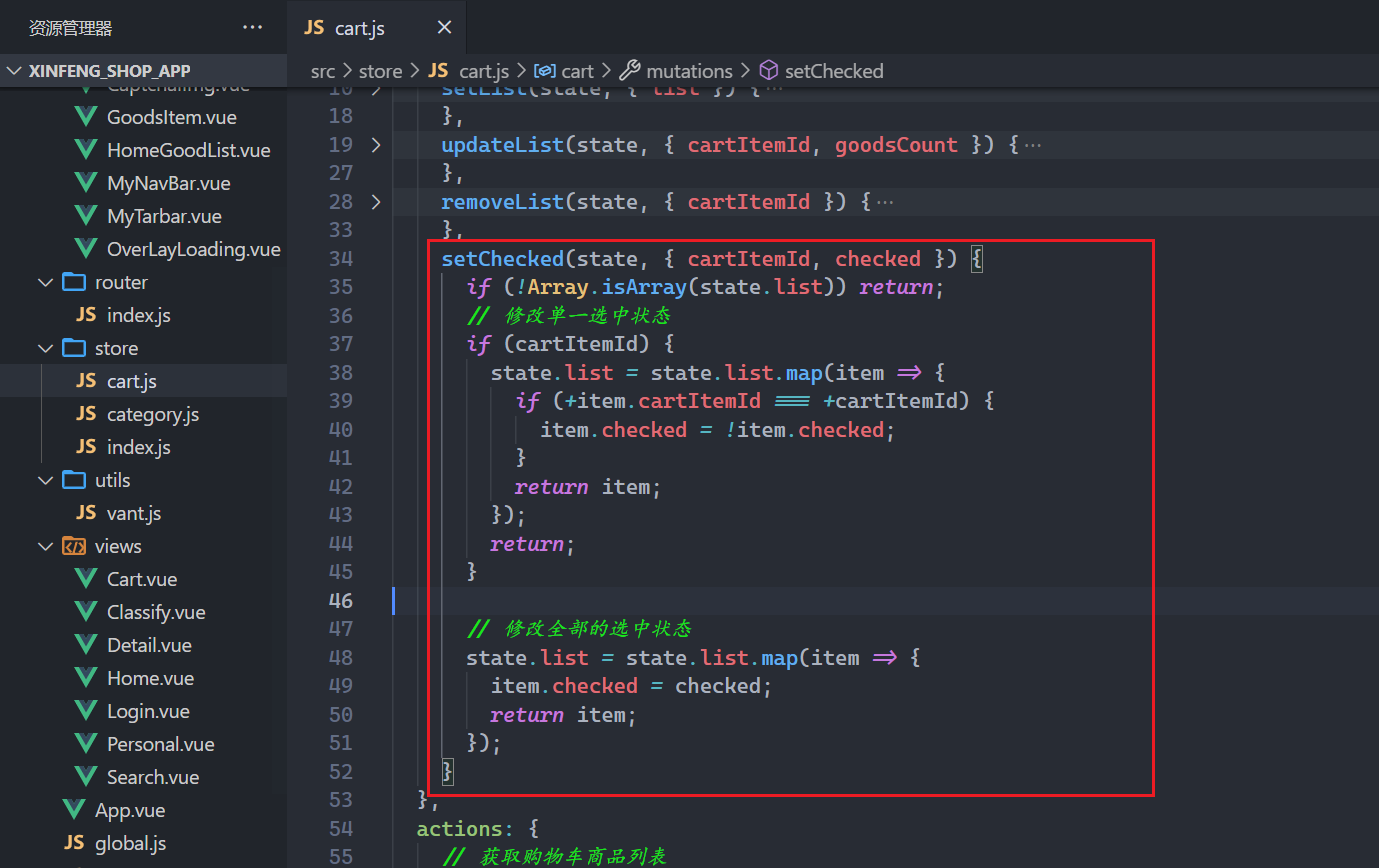 资源管理器
···
JS cart.js
XINFENG_SHOP_APP
src > store > JS cart.js > cart > mutations > setChecked
CaptchaImg.vue
GoodsItem.vue
HomeGoodList.vue
MyNavBar.vue
MyTarbar.vue
OverLayLoading.vue
router
JS index.js
store
JS cart.js
JS category.js
JS index.js
utils
JS vant.js
views
Cart.vue
Classify.vue
Detail.vue
Home.vue
Login.vue
Personal.vue
Search.vue
App.vue
JS global.js
10 setList(state, { list }) {···
18 },
19 updateList(state, { cartItemId, goodsCount }) {···
27 },
28 removeList(state, { cartItemId }) {···
33 },
34 setChecked(state, { cartItemId, checked }) {
35 if (!Array.isArray(state.list)) return;
36 // 修改单一选中状态
37 if (cartItemId) {
38 state.list = state.list.map(item => {
39 if (+item.cartItemId === +cartItemId) {
40 item.checked = !item.checked;
41 }
42 return item;
43 });
44 return;
45 }
46
47 // 修改全部的选中状态
48 state.list = state.list.map(item => {
49 item.checked = checked;
50 return item;
51 });
52 }
53 },
54 actions: {
55 // 获取购物车商品列表